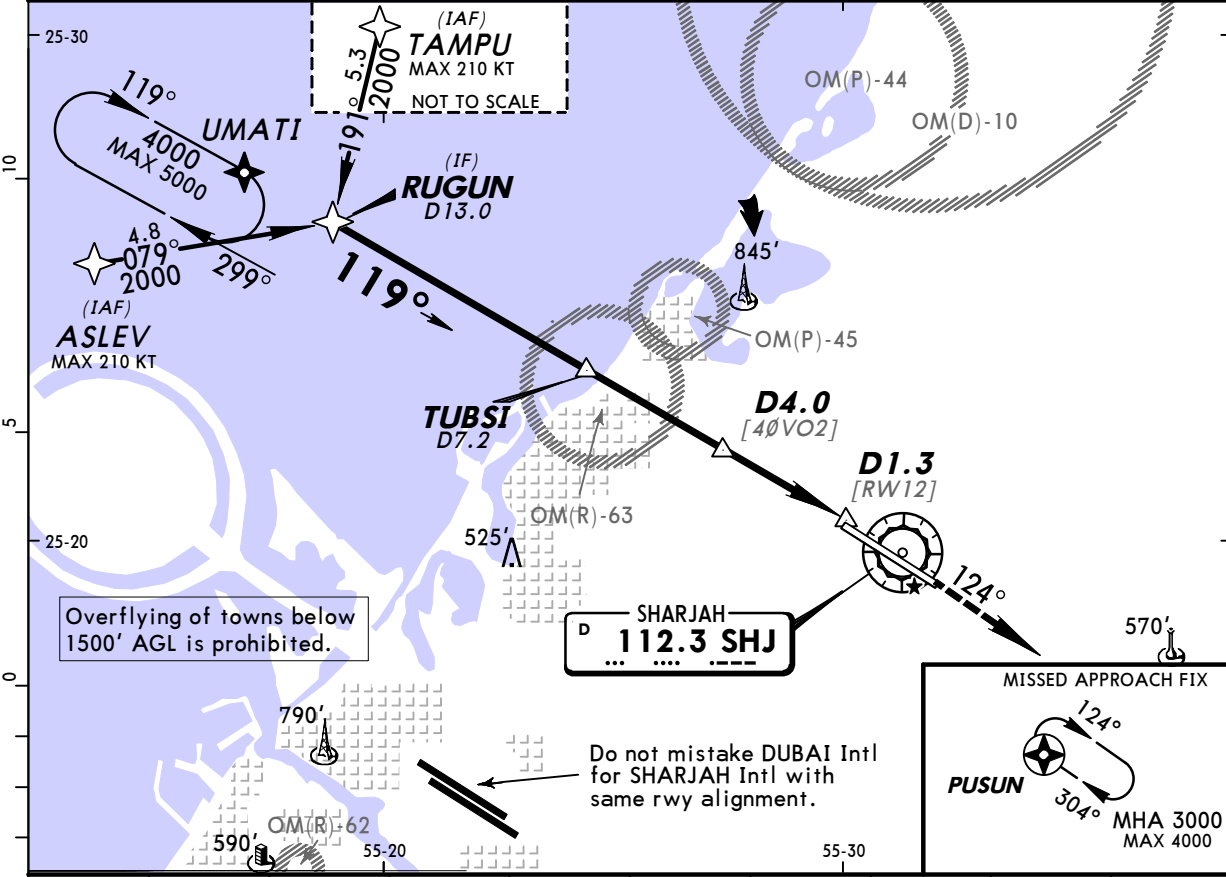 25-30
(IAF)
TAMPU
MAX 210 KT
NOT TO SCALE
191° 5.3
2000
OM(P)-44
OM(D)-10
119°
4000
MAX 5000
UMATI
10
(IF)
RUGUN
D13.0
4.8
079°
2000
299°
(IAF)
ASLEV
MAX 210 KT
119°
845'
OM(P)-45
TUBSI
D7.2
D4.0
[40VO2]
5
D1.3
[RW12]
OM(R)-63
525'
25-20
124°
Overflying of towns below
1500' AGL is prohibited.
SHARJAH
D 112.3 SHJ
570'
0
MISSED APPROACH FIX
124°
PUSUN
304°
MHA 3000
MAX 4000
790'
Do not mistake DUBAI Intl
for SHARJAH Intl with
same rwy alignment.
OM(R)-62
590'
55-20
55-30